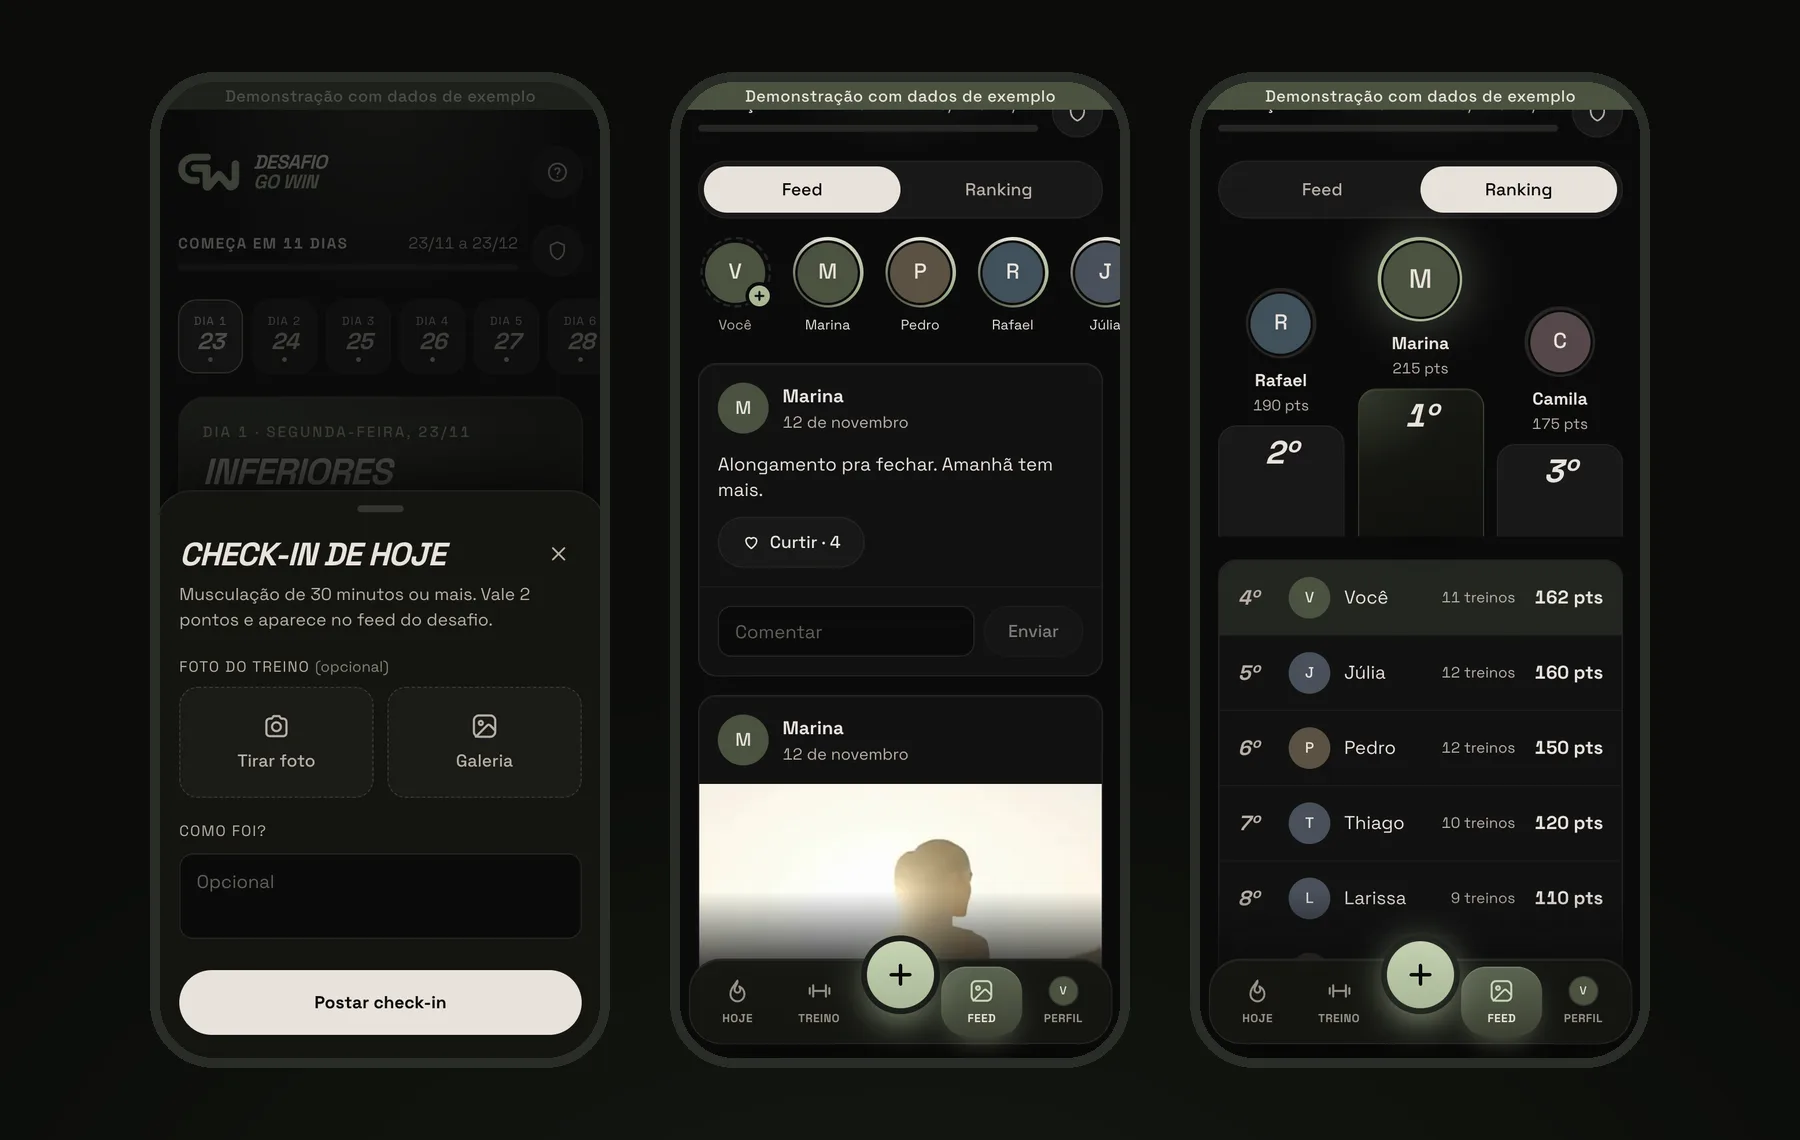 Demonstração com dados de exemplo
GW
DESAFIO
GO WIN
COMEÇA EM 11 DIAS
23/11 a 23/12
DIA 1
23
DIA 2
24
DIA 3
25
DIA 4
26
DIA 5
27
DIA 6
28
DIA 1 · SEGUNDA-FEIRA, 23/11
INFERIORES
CHECK-IN DE HOJE
Musculação de 30 minutos ou mais. Vale 2
pontos e aparece no feed do desafio.
FOTO DO TREINO (opcional)
Tirar foto
Galeria
COMO FOI?
Opcional
Postar check-in
Demonstração com dados de exemplo
Feed
Ranking
V
M
P
R
J
Você
Marina
Pedro
Rafael
Júlia
M
Marina
12 de novembro
Alongamento pra fechar. Amanhã tem
mais.
Curtir · 4
Comentar
Enviar
M
Marina
12 de novembro
HOJE
TREINO
FEED
V
PERFIL
Demonstração com dados de exemplo
Feed
Ranking
M
Marina
215 pts
1º
R
Rafael
190 pts
2º
C
Camila
175 pts
3º
4º V Você 11 treinos 162 pts
5º J Júlia 12 treinos 160 pts
6º P Pedro 12 treinos 150 pts
7º T Thiago 10 treinos 120 pts
8º L Larissa 9 treinos 110 pts
HOJE
TREINO
FEED
V
PERFIL